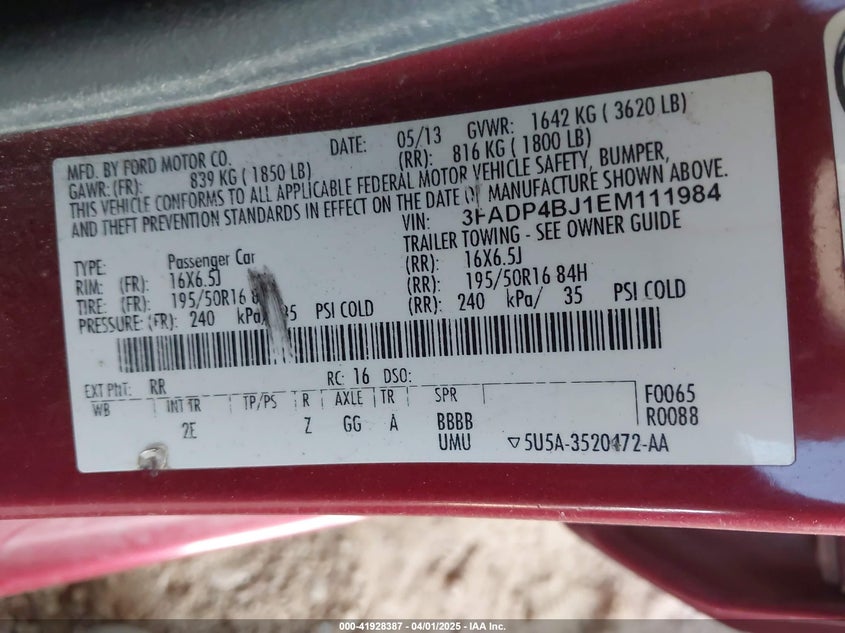 MFD. BY FORD MOTOR CO. DATE: 05/13 GVWR: 1642 KG ( 3620 LB)
GAWR: (FR): 839 KG ( 1850 LB) (RR): 816 KG ( 1800 LB)
THIS VEHICLE CONFORMS TO ALL APPLICABLE FEDERAL MOTOR VEHICLE SAFETY, BUMPER,
AND THEFT PREVENTION STANDARDS IN EFFECT ON THE DATE OF MANUFACTURE SHOWN ABOVE.
VIN: 3FADP4BJ1EM111984
TYPE: Passenger Car TRAILER TOWING - SEE OWNER GUIDE
RIM: (FR): 16X6.5J (RR): 16X6.5J
TIRE: (FR): 195/50R16 8 (RR): 195/50R16 84H
PRESSURE: (FR): 240 kPa/ 35 PSI COLD (RR): 240 kPa/ 35 PSI COLD
EXT PNT: RR RC: 16 DSO:
WB INT TR TP/PS R AXLE TR SPR F0065
2E Z GG A BBBB R0088
UMU ▽5U5A-3520472-AA
000-41928387 - 04/01/2025 - IAA Inc.